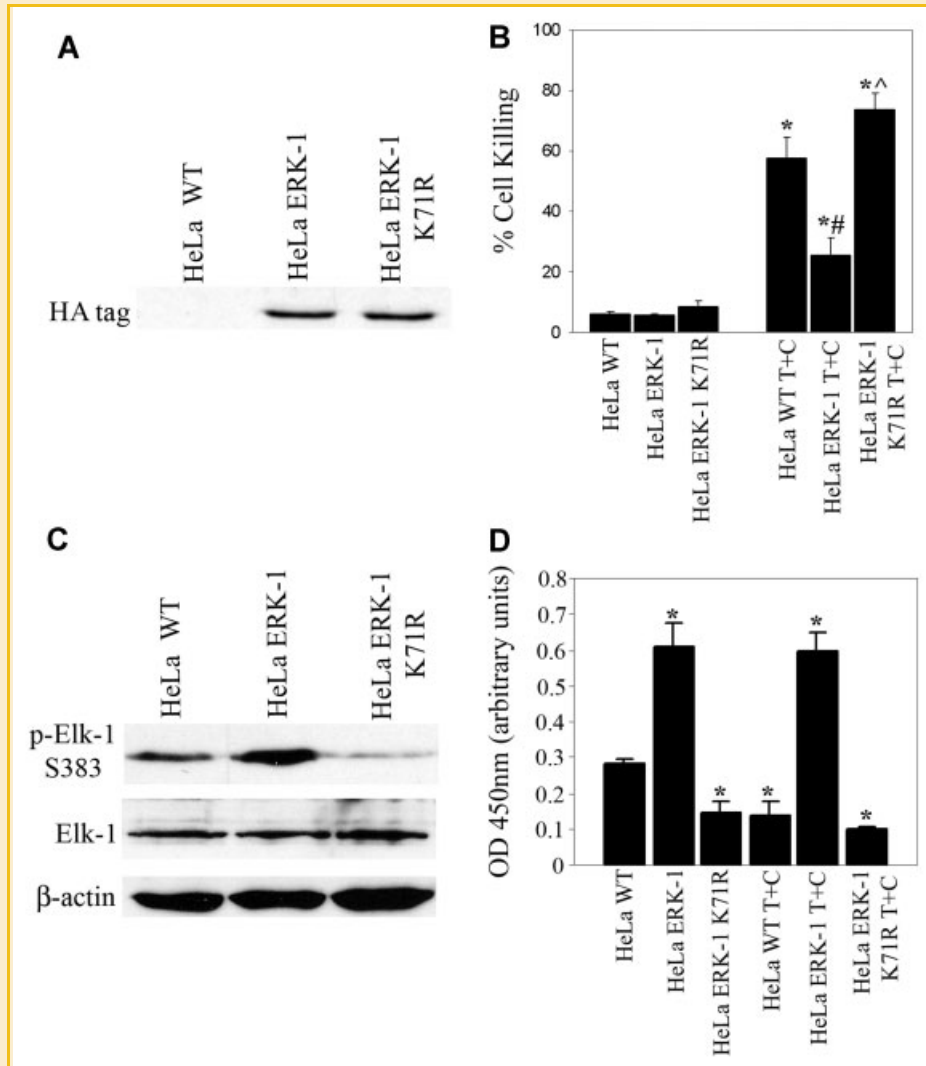 A
HeLa WT
HeLa ERK-1
HeLa ERK-1
K71R
HA tag
B
% Cell Killing
100
80
60
40
20
0
*
*#
*^
HeLa WT
HeLa ERK-1
HeLa ERK-1 K71R
HeLa WT T+C
HeLa ERK-1 T+C
HeLa ERK-1
K71R T+C
C
HeLa WT
HeLa ERK-1
HeLa ERK-1
K71R
p-Elk-1
S383
Elk-1
β-actin
D
OD 450nm (arbitrary units)
0.8
0.7
0.6
0.5
0.4
0.3
0.2
0.1
0
*
*
*
*
*
HeLa WT
HeLa ERK-1
HeLa ERK-1 K71R
HeLa WT T+C
HeLa ERK-1 T+C
HeLa ERK-1
K71R T+C